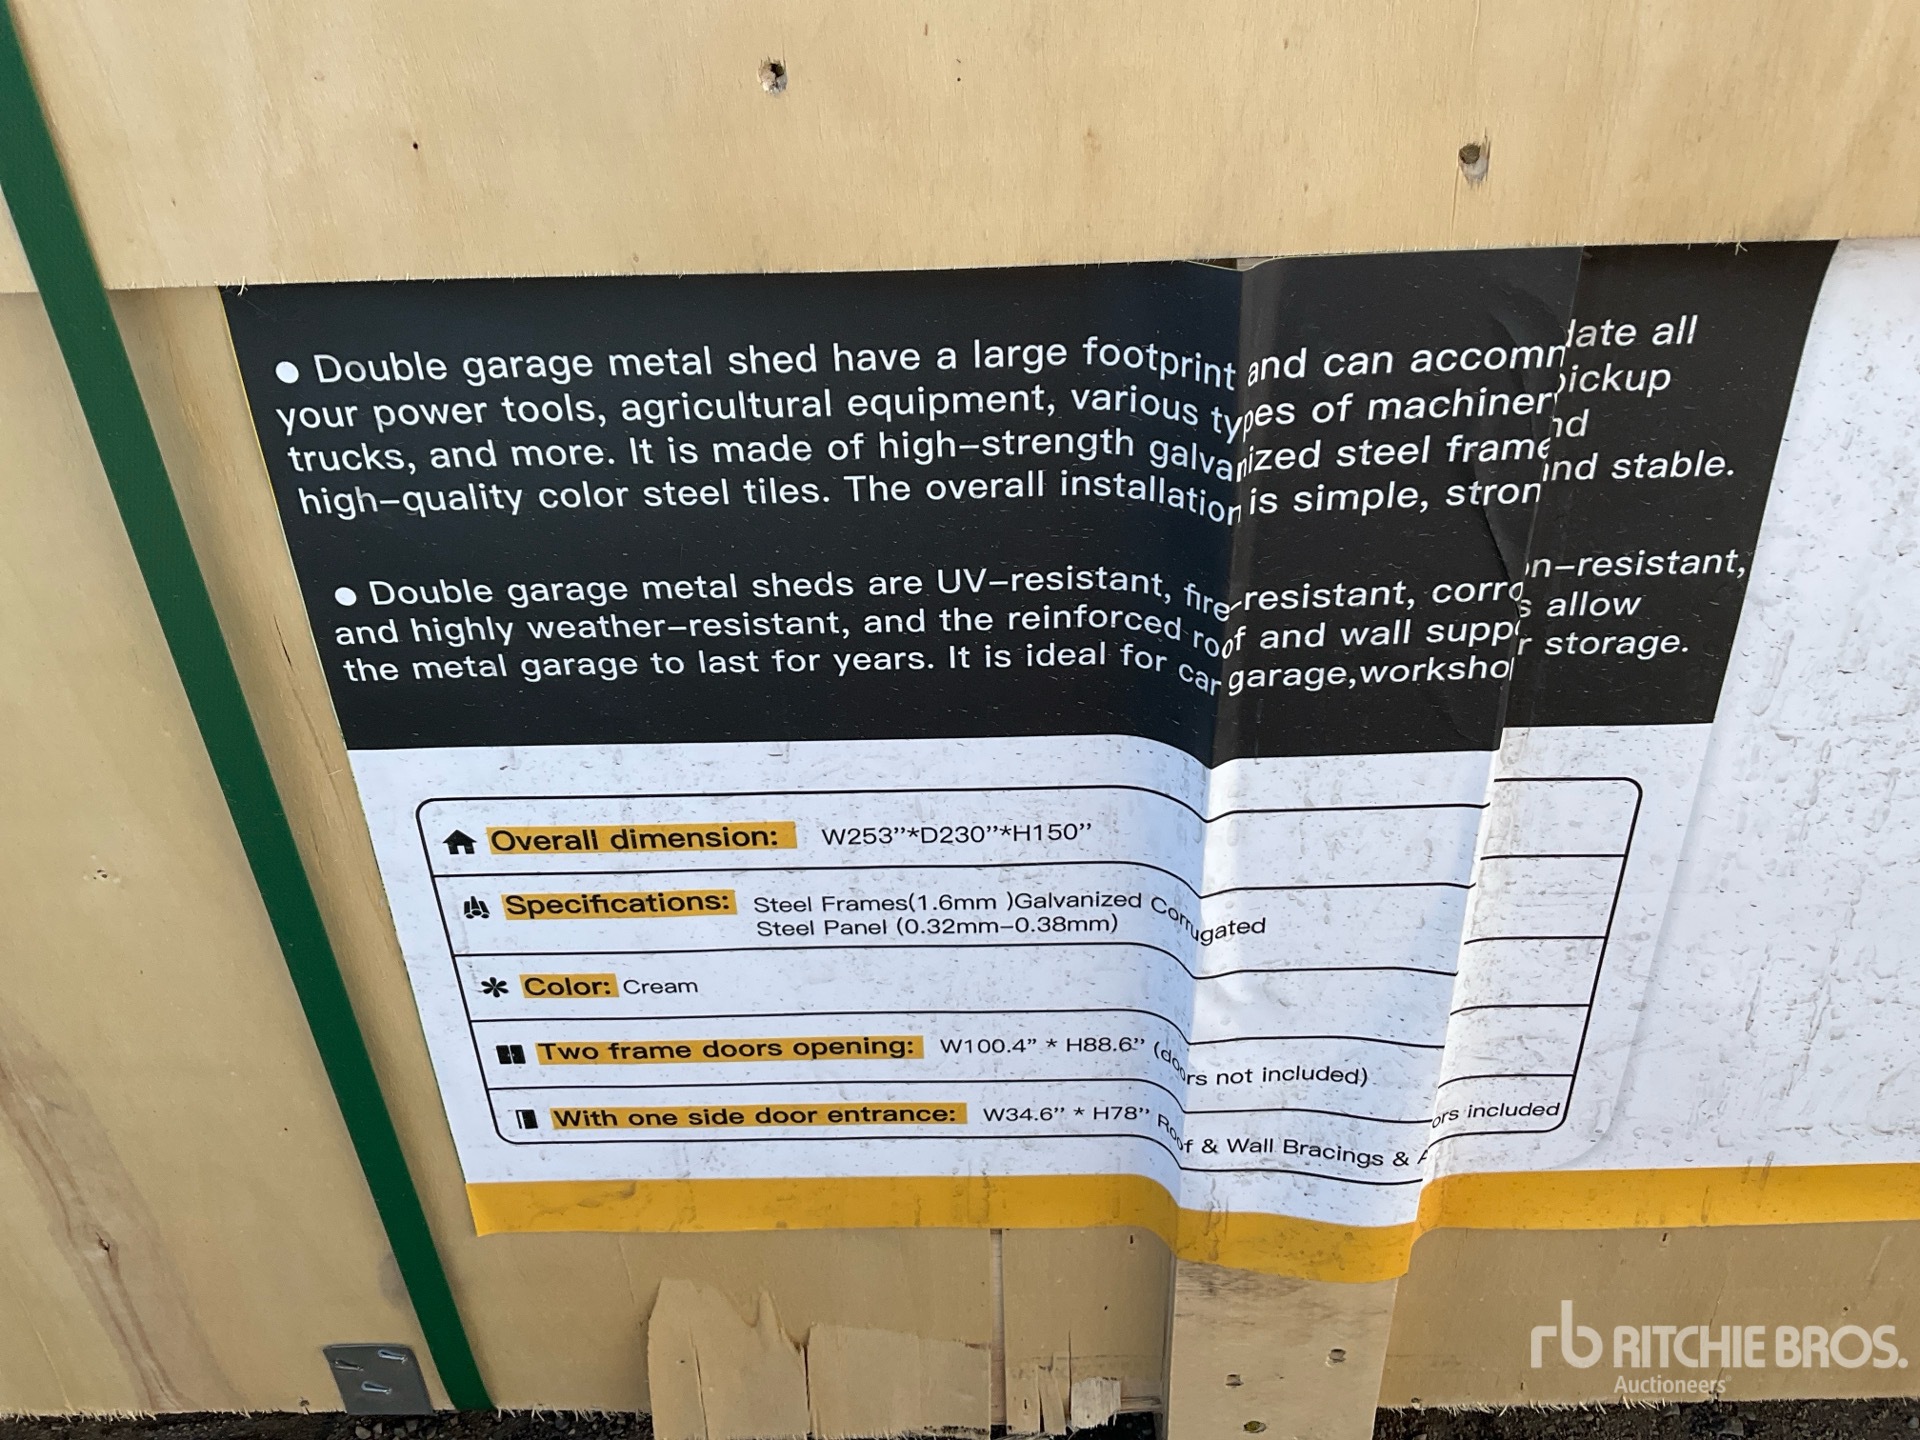 ● Double garage metal shed have a large footprint and can accomm date all
your power tools, agricultural equipment, various types of machinery pickup
trucks, and more. It is made of high-strength galvanized steel frame nd
high-quality color steel tiles. The overall installation is simple, stron and stable.
● Double garage metal sheds are UV-resistant, fire-resistant, corro n-resistant,
and highly weather-resistant, and the reinforced roof and wall suppo s allow
the metal garage to last for years. It is ideal for car garage,worksho r storage.
Overall dimension: W253”*D230”*H150”
Specifications: Steel Frames(1.6mm )Galvanized Corrugated
Steel Panel (0.32mm-0.38mm)
Color: Cream
Two frame doors opening: W100.4” * H88.6” (doors not included)
With one side door entrance: W34.6” * H78” Roof & Wall Bracings & A ors included
rb RITCHIE BROS.
Auctioneers